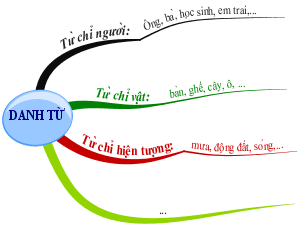 DANH TỪ
Từ chỉ người:
Ông, bà, học sinh, em trai,...
Từ chỉ vật:
bàn, ghế, cây, ô, ...
Từ chỉ hiện tượng:
mưa, động đất, sóng,...
...